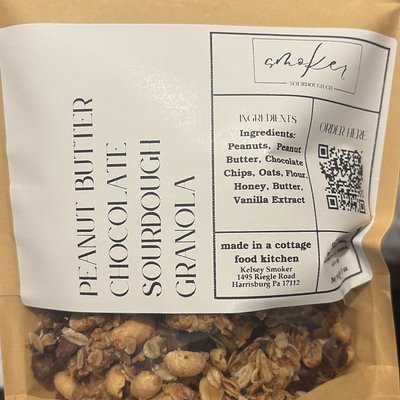 PEANUT BUTTER
CHOCOLATE
SOURDOUGH
GRANOLA
smoker
SOURDOUGH CO
INGREDIENTS
Ingredients:
Peanuts, Peanut
Butter, Chocolate
Chips, Oats, Flour,
Honey, Butter,
Vanilla Extract
ORDER HERE
made in a cottage
food kitchen
Kelsey Smoker
1495 Riegle Road
Harrisburg Pa 17112